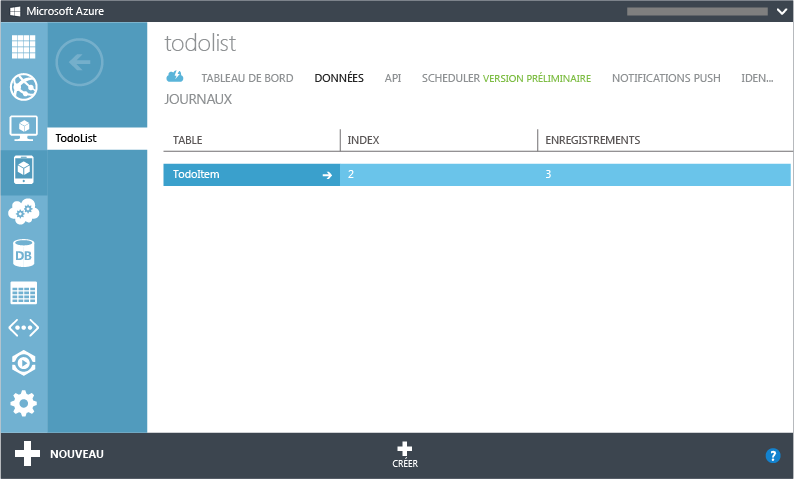 Microsoft Azure
todolist
TABLEAU DE BORD DONNÉES API SCHEDULER VERSION PRÉLIMINAIRE NOTIFICATIONS PUSH IDEN...
JOURNAUX
TodoList
TABLE INDEX ENREGISTREMENTS
TodoItem 2 3
DB
NOUVEAU
CRÉER
?